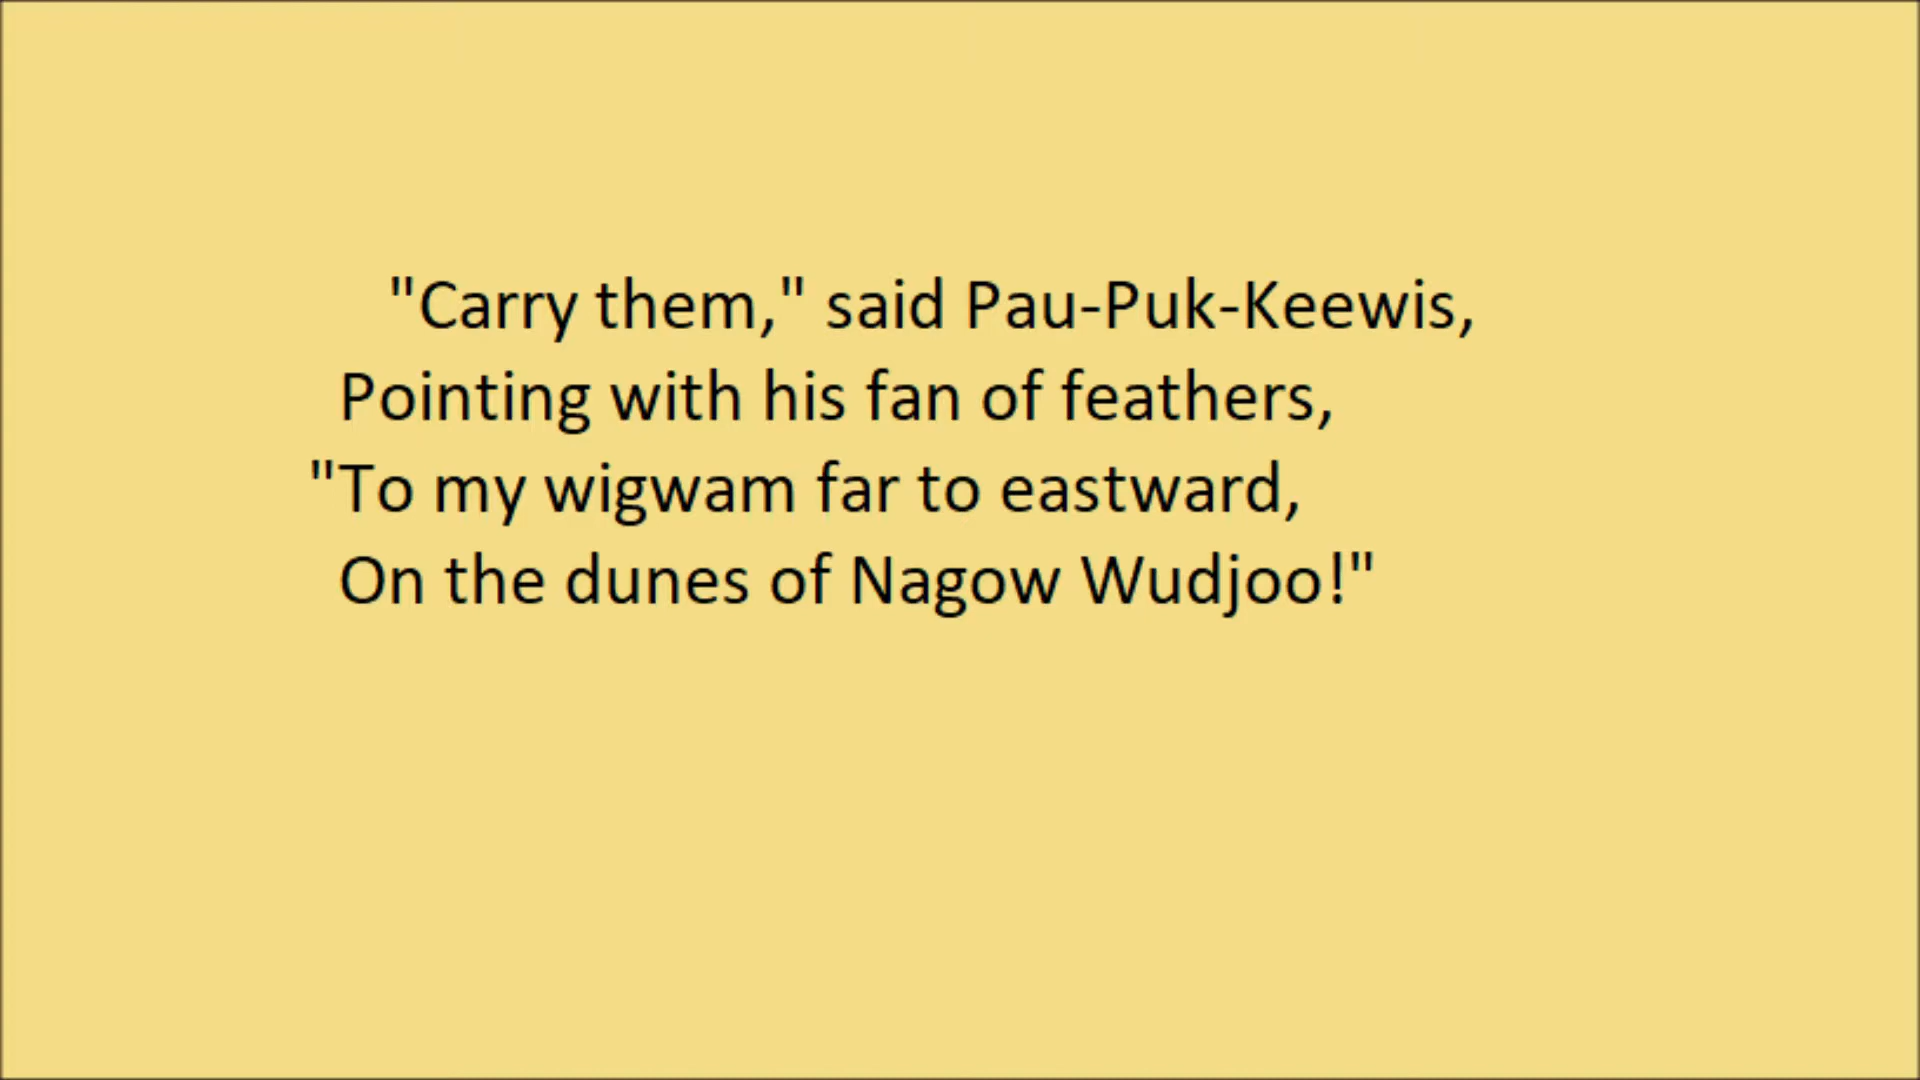 "Carry them," said Pau-Puk-Keewis,
Pointing with his fan of feathers,
"To my wigwam far to eastward,
On the dunes of Nagow Wudjoo!"